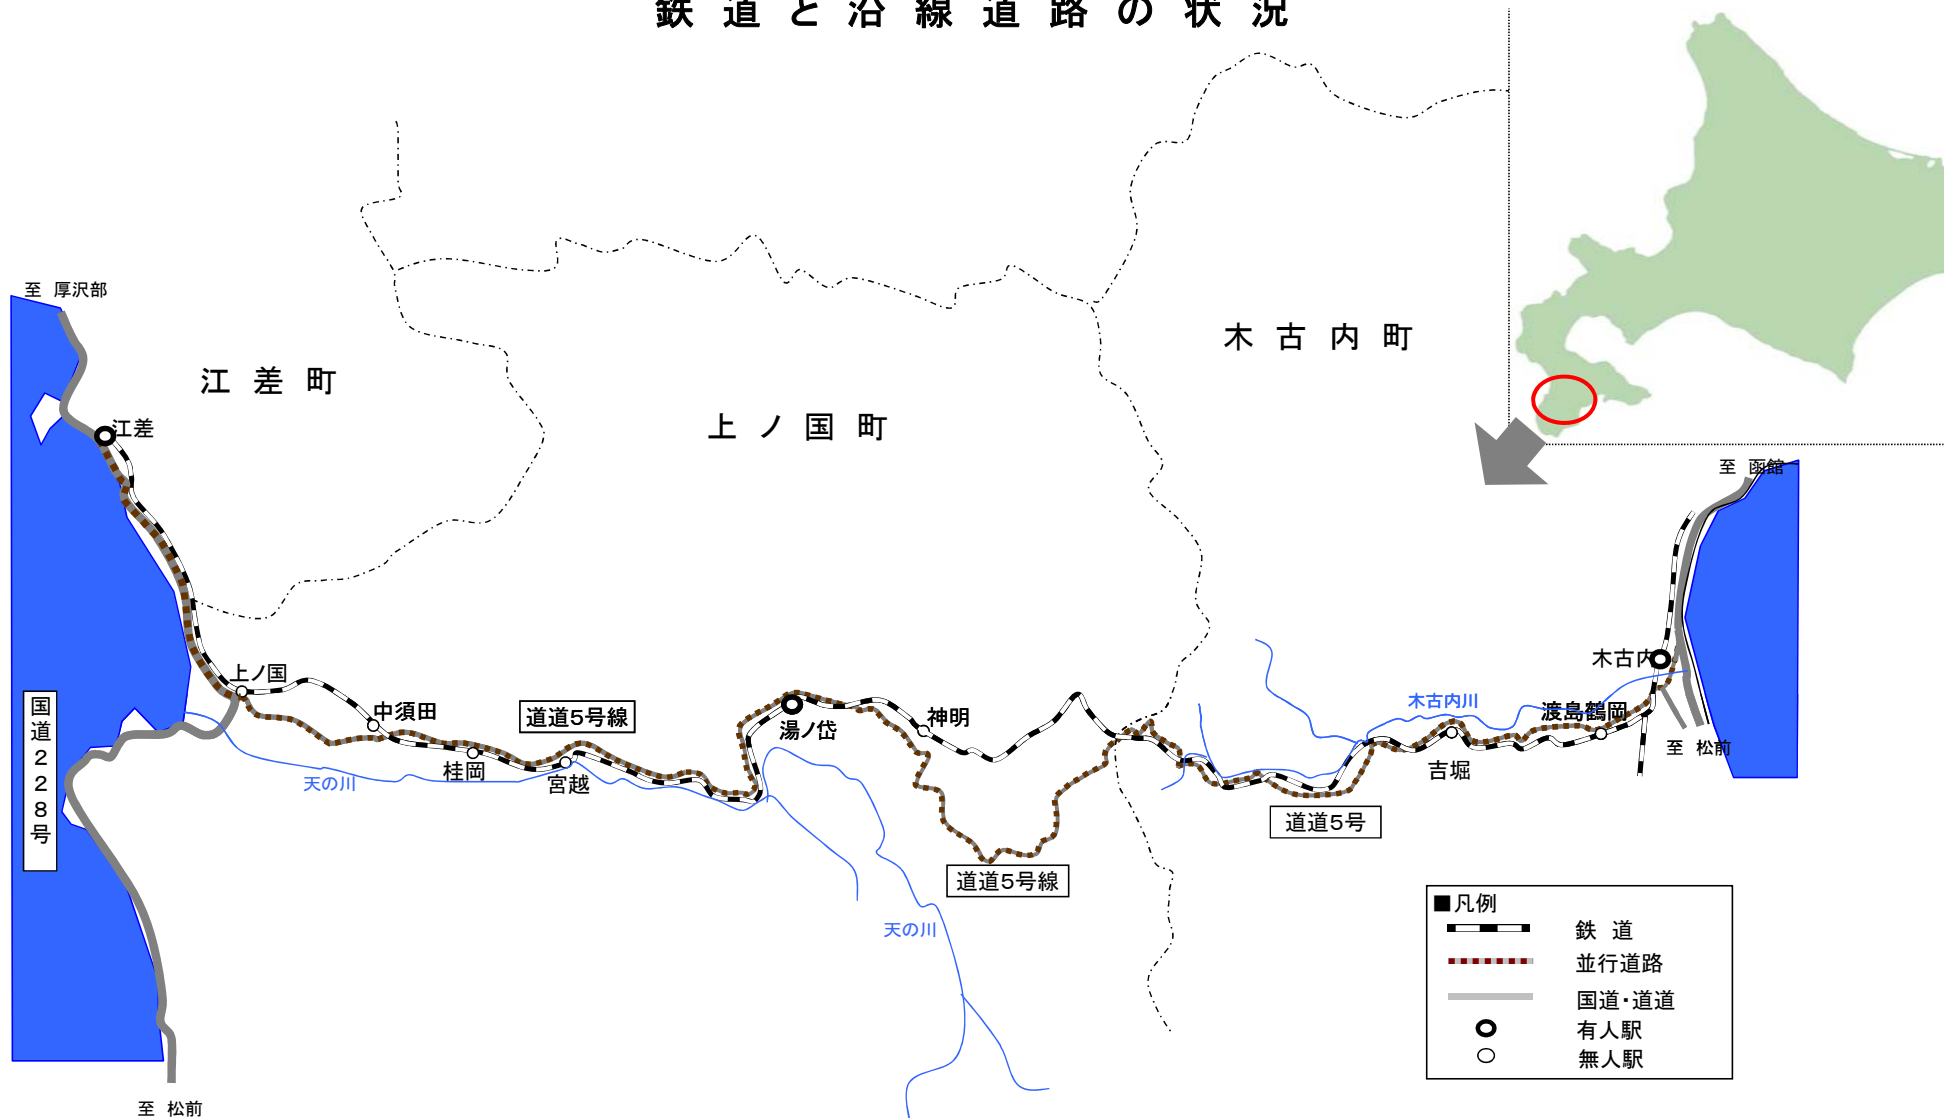 鉄道と沿線道路の状況
至 厚沢部
江差町
江差
上ノ国町
木古内町
至 函館
国道228号
上ノ国
中須田
道道5号線
桂岡
宮越
天の川
湯ノ岱
神明
道道5号線
天の川
木古内
木古内川
渡島鶴岡
吉堀
道道5号
至 松前
■凡例
鉄 道
並行道路
国道・道道
有人駅
無人駅
至 松前